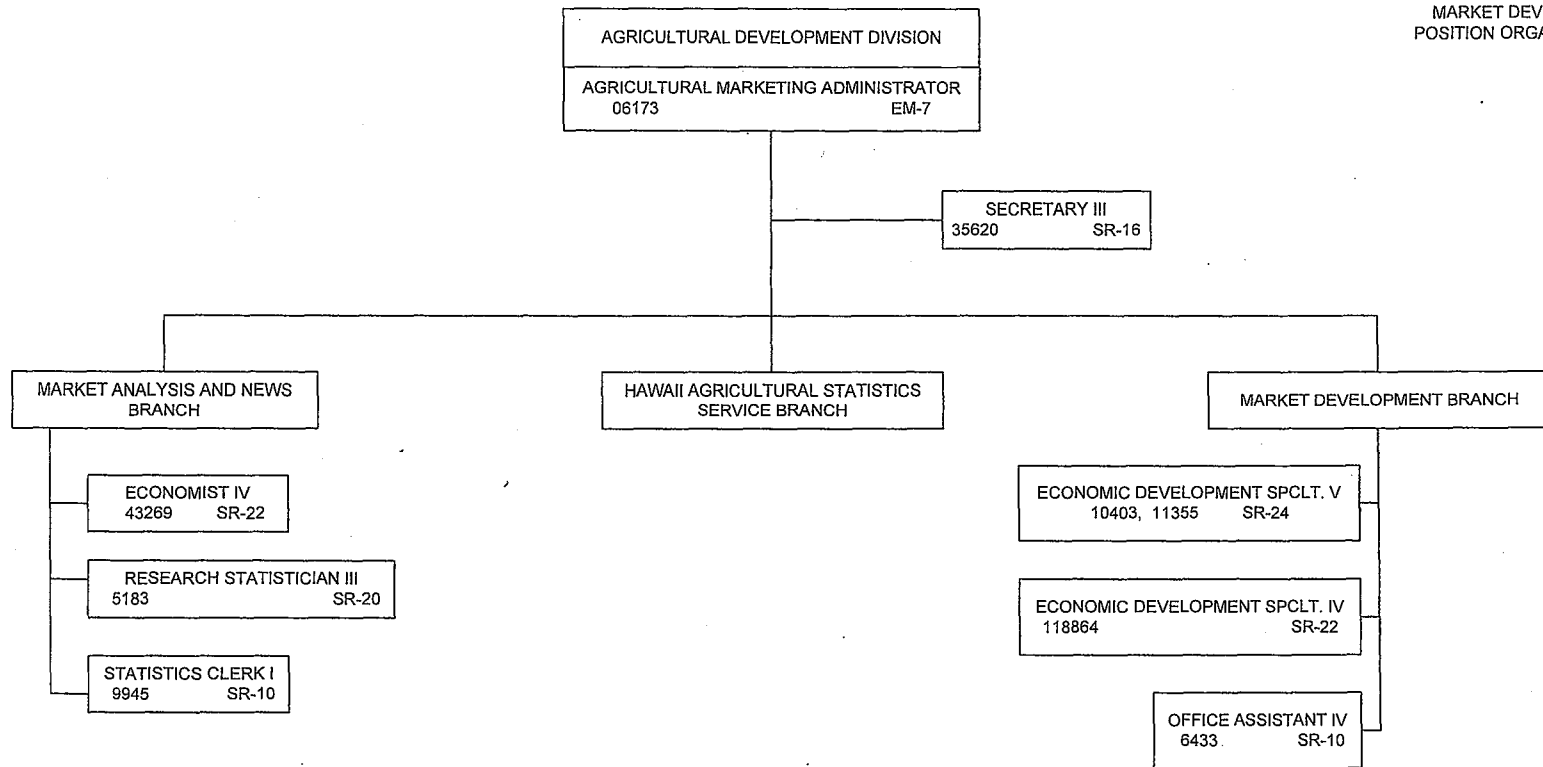 MARKET DEV
POSITION ORGA
AGRICULTURAL DEVELOPMENT DIVISION
AGRICULTURAL MARKETING ADMINISTRATOR
06173 EM-7
SECRETARY III
35620 SR-16
MARKET ANALYSIS AND NEWS
BRANCH
ECONOMIST IV
43269 SR-22
RESEARCH STATISTICIAN III
5183 SR-20
STATISTICS CLERK I
9945 SR-10
HAWAII AGRICULTURAL STATISTICS
SERVICE BRANCH
MARKET DEVELOPMENT BRANCH
ECONOMIC DEVELOPMENT SPCLT. V
10403, 11355 SR-24
ECONOMIC DEVELOPMENT SPCLT. IV
118864 SR-22
OFFICE ASSISTANT IV
6433 SR-10